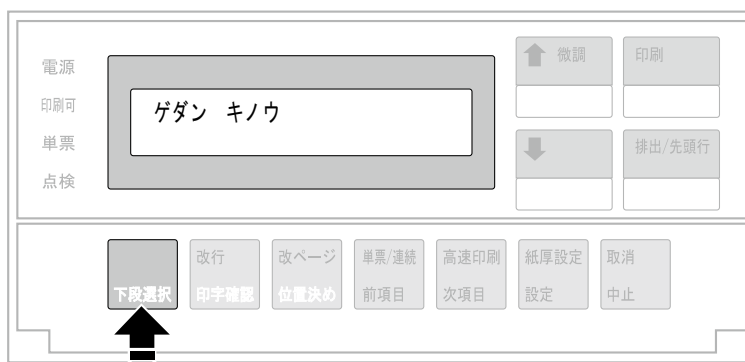 電源
印刷可
単票
点検
ゲダン キノウ
微調
印刷
排出/先頭行
下段選択
改行
印字確認
改ページ
位置決め
単票/連続
前項目
高速印刷
次項目
紙厚設定
設定
取消
中止